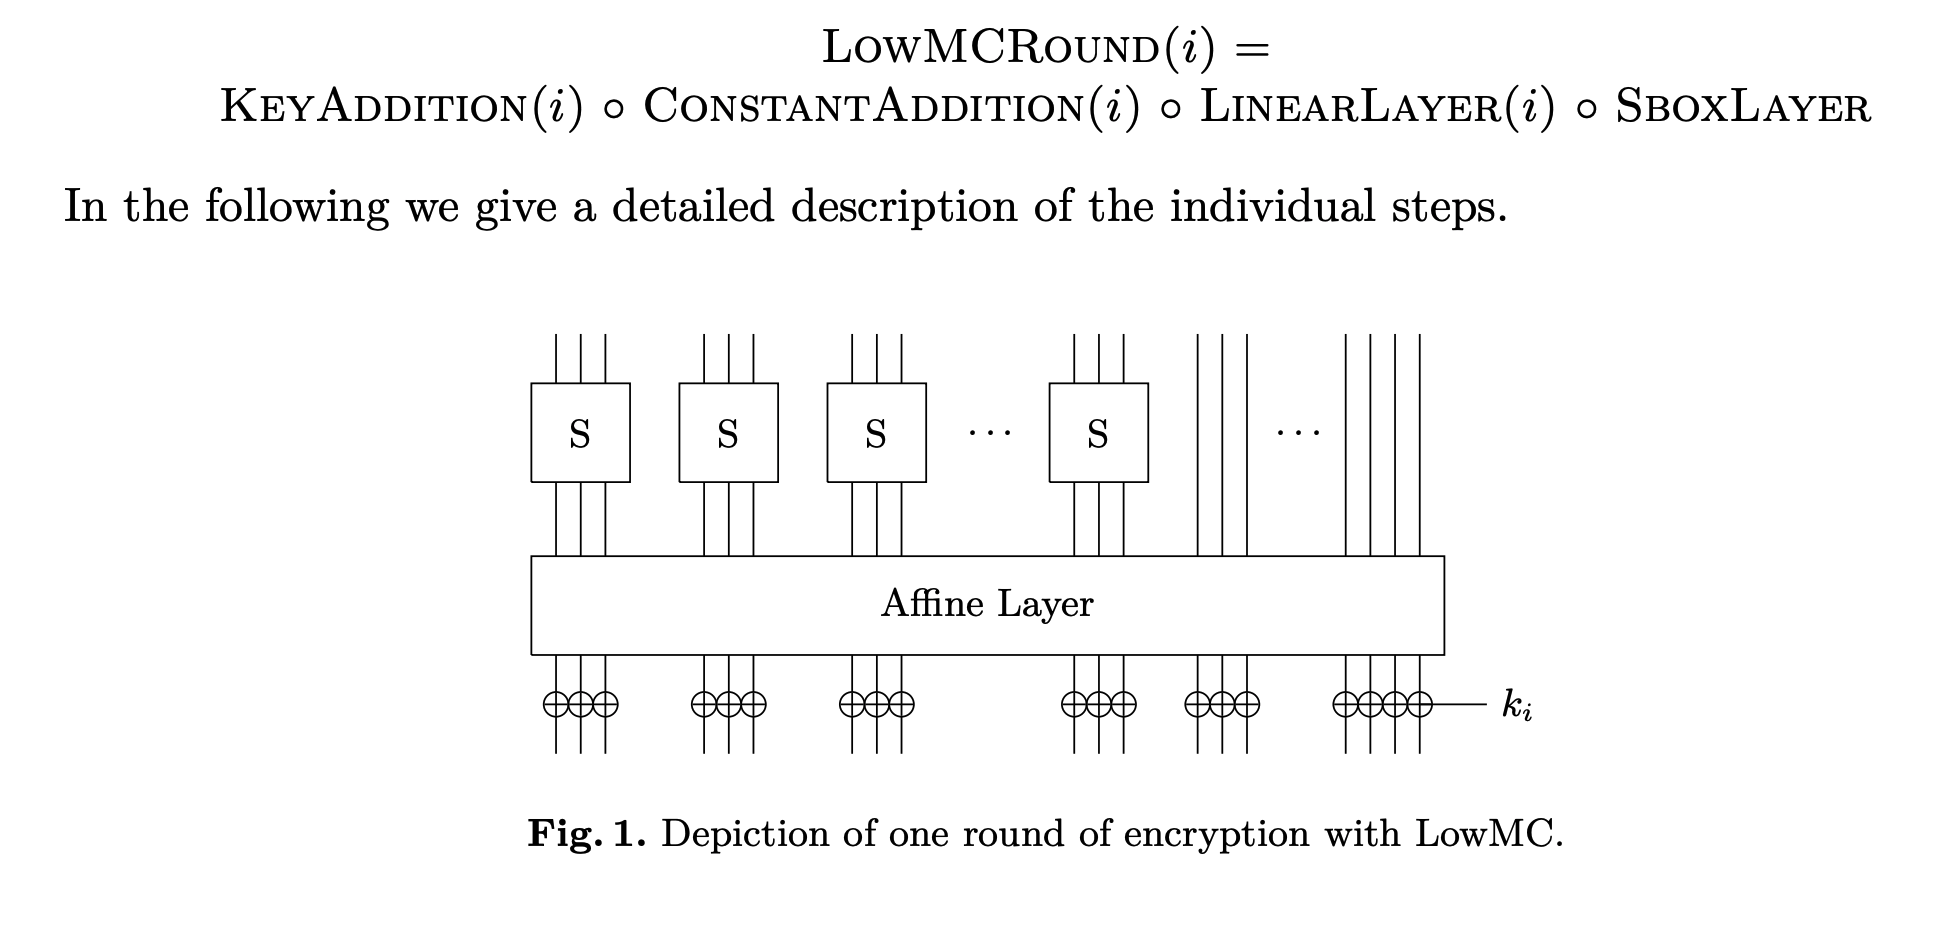 LOWMCROUND(i) =
KEYADDITION(i) ∘ CONSTANTADDITION(i) ∘ LINEARLAYER(i) ∘ SBOXLAYER
In the following we give a detailed description of the individual steps.
S S S ··· S ···
Affine Layer
kᵢ
Fig. 1. Depiction of one round of encryption with LowMC.